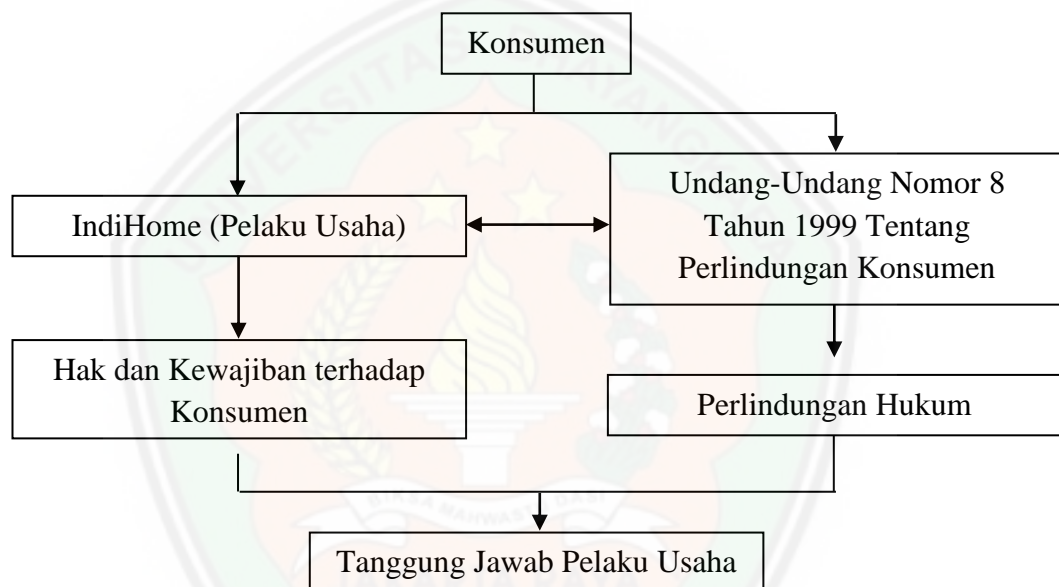 Konsumen
IndiHome (Pelaku Usaha)
Undang-Undang Nomor 8
Tahun 1999 Tentang
Perlindungan Konsumen
Hak dan Kewajiban terhadap
Konsumen
Perlindungan Hukum
Tanggung Jawab Pelaku Usaha